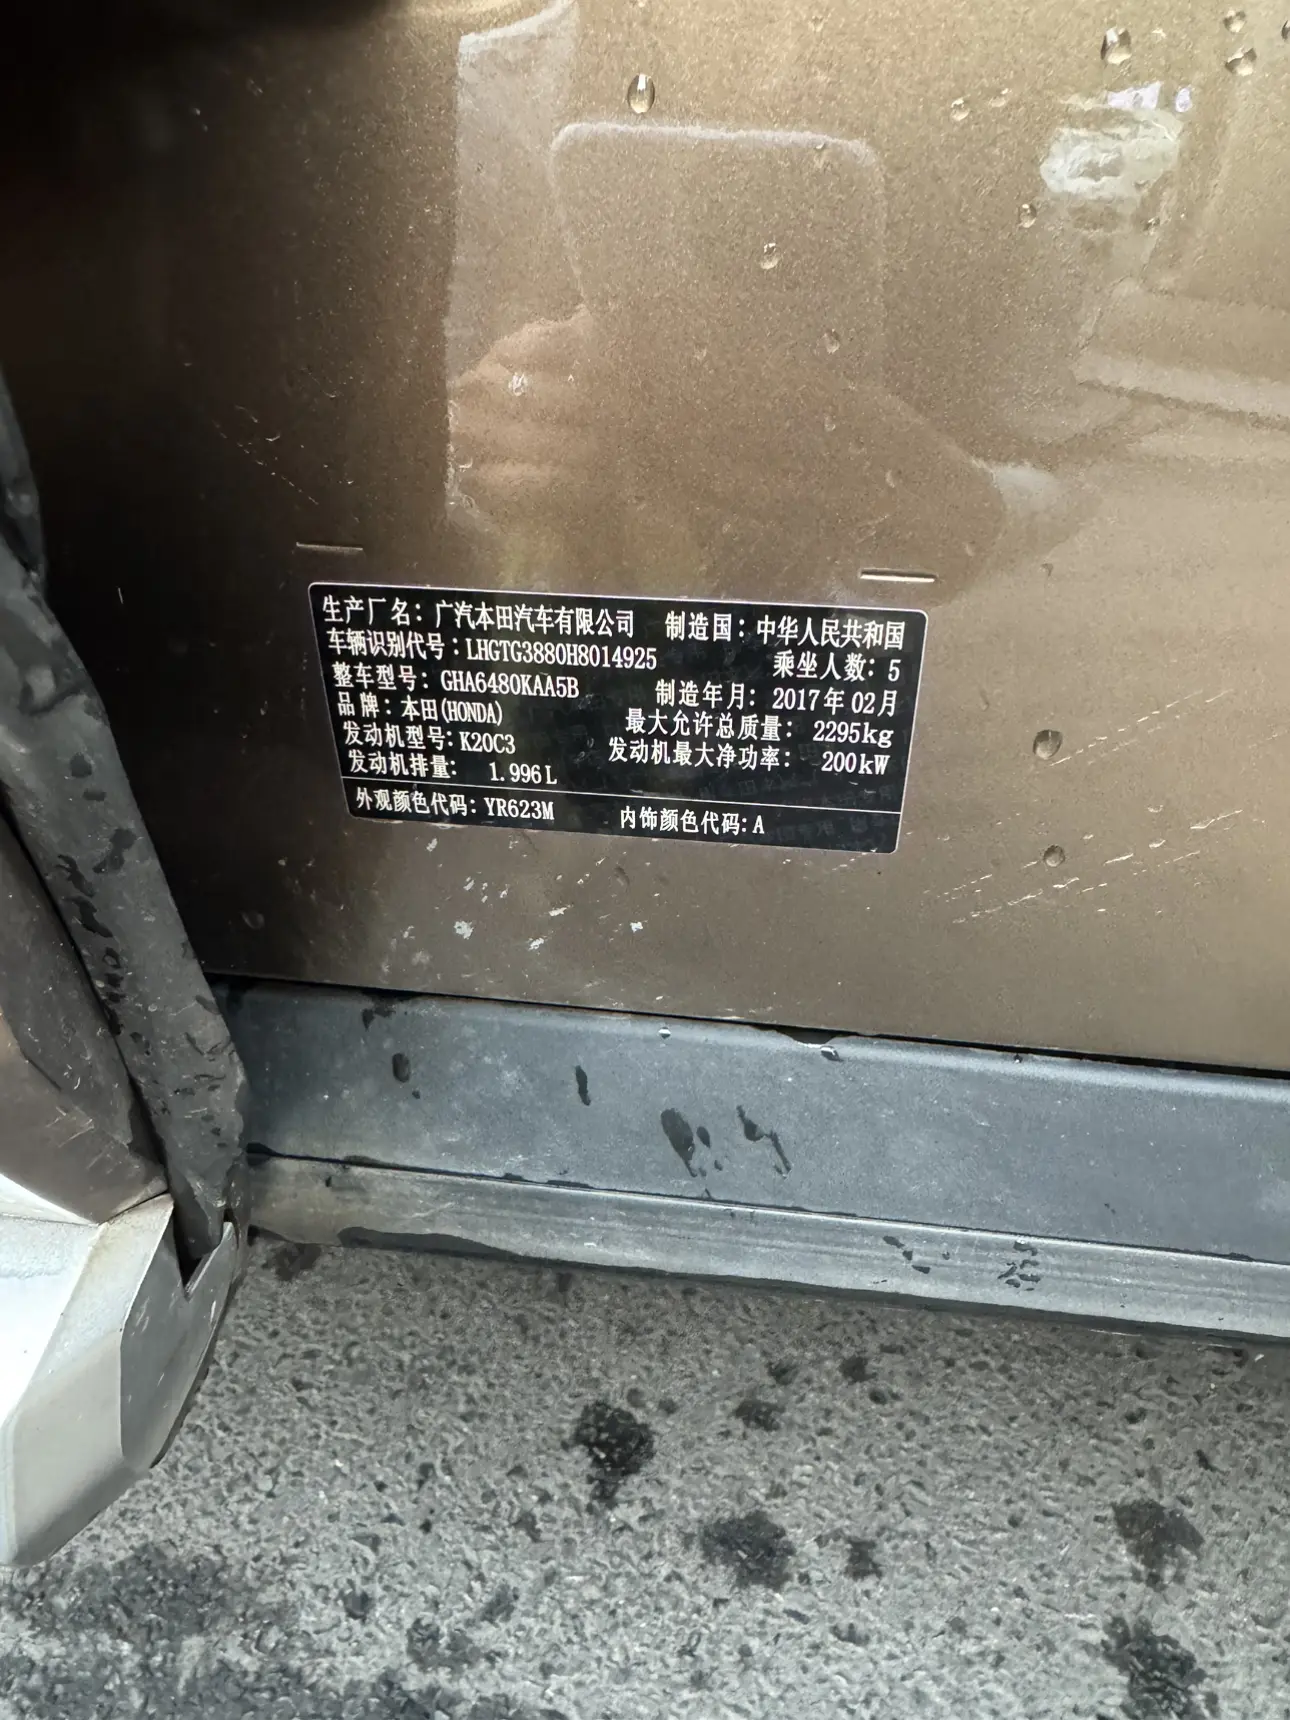 生产厂名：广汽本田汽车有限公司 制造国：中华人民共和国
车辆识别代号：LHGTG3880H8014925 乘坐人数：5
整车型号：GHA6480KAA5B 制造年月：2017年02月
品牌：本田(HONDA) 最大允许总质量：2295kg
发动机型号：K20C3 发动机最大净功率：200kW
发动机排量：1.996L
外观颜色代码：YR623M 内饰颜色代码：A